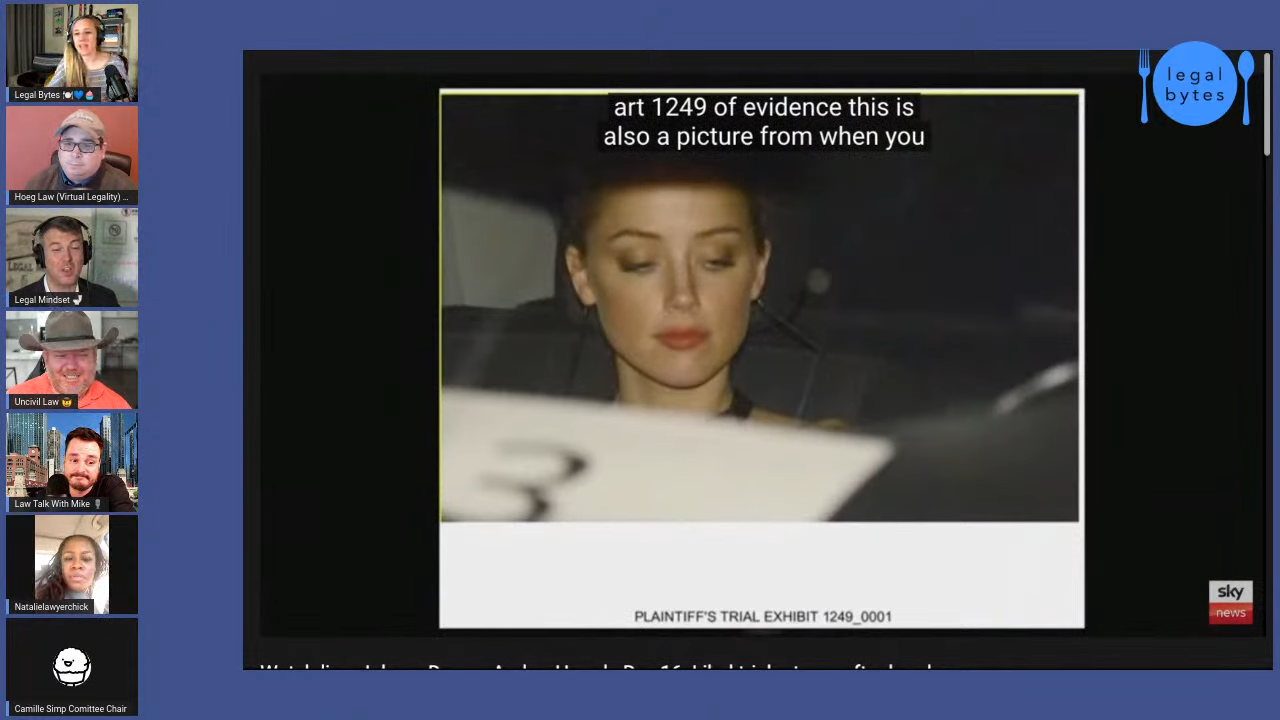 Legal Bytes 🍽💙🧁
Hoeg Law (Virtual Legality) ...
Legal Mindset
Uncivil Law 🤠
Law Talk With Mike 🎙
Natalielawyerchick
Camille Simp Comittee Chair
art 1249 of evidence this is
also a picture from when you
3
PLAINTIFF'S TRIAL EXHIBIT 1249_0001
legal
bytes
sky
news